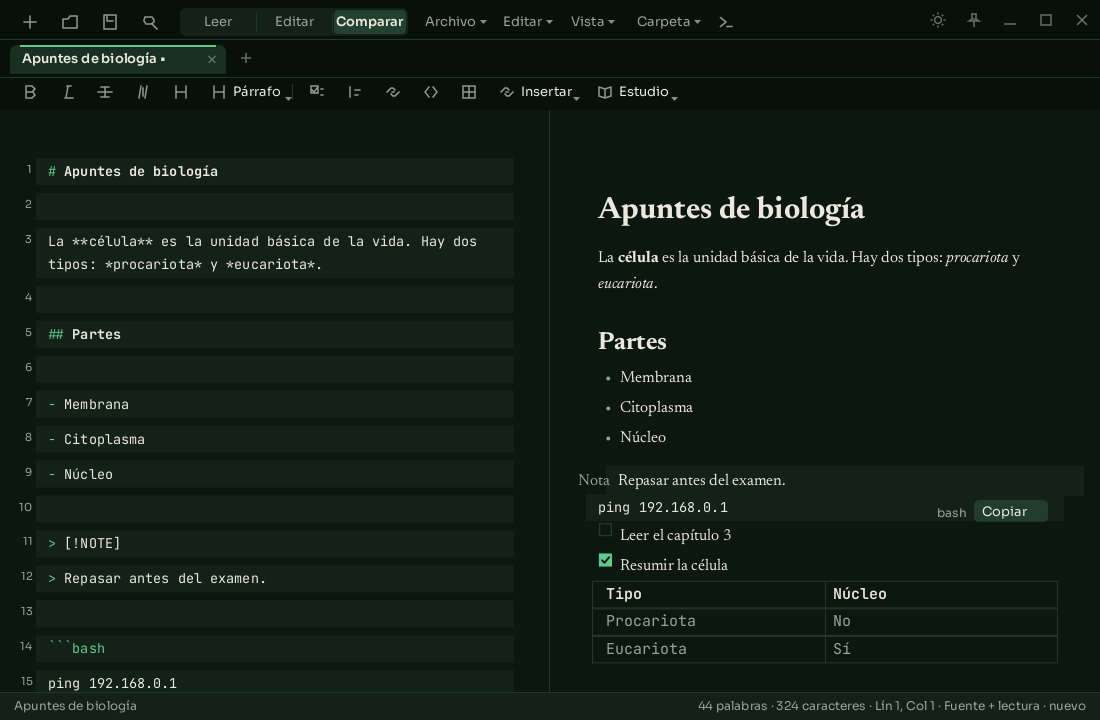 Leer Editar Comparar Archivo Editar Vista Carpeta
Apuntes de biología •
Párrafo Insertar Estudio
1 # Apuntes de biología
2
3 La **célula** es la unidad básica de la vida. Hay dos
tipos: *procariota* y *eucariota*.
4
5 ## Partes
6
7 - Membrana
8 - Citoplasma
9 - Núcleo
10
11 > [!NOTE]
12 > Repasar antes del examen.
13
14 ```bash
15 ping 192.168.0.1
Apuntes de biología
La célula es la unidad básica de la vida. Hay dos tipos: procariota y
eucariota.
Partes
• Membrana
• Citoplasma
• Núcleo
Nota Repasar antes del examen.
ping 192.168.0.1 bash Copiar
Leer el capítulo 3
Resumir la célula
Tipo Núcleo
Procariota No
Eucariota Sí
Apuntes de biología 44 palabras · 324 caracteres · Lín 1, Col 1 · Fuente + lectura · nuevo